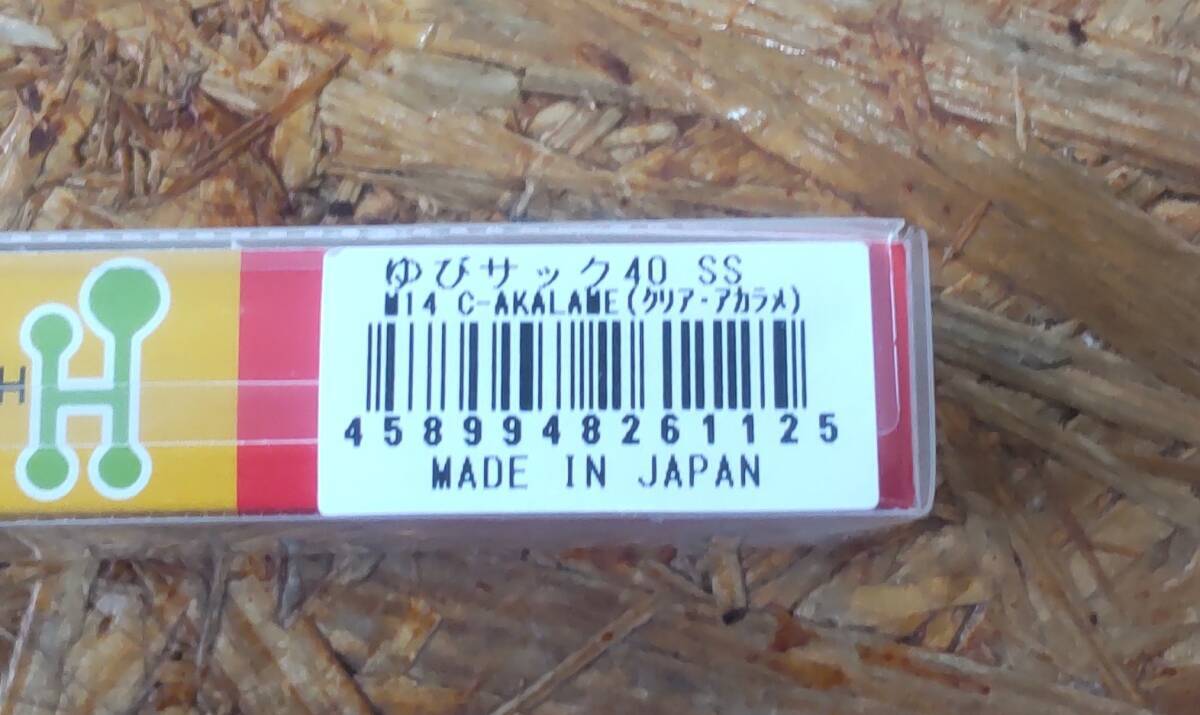 ゆびサック40 SS
M14 C-AKALAME(クリア・アカラメ)
4589948261125
MADE IN JAPAN
H